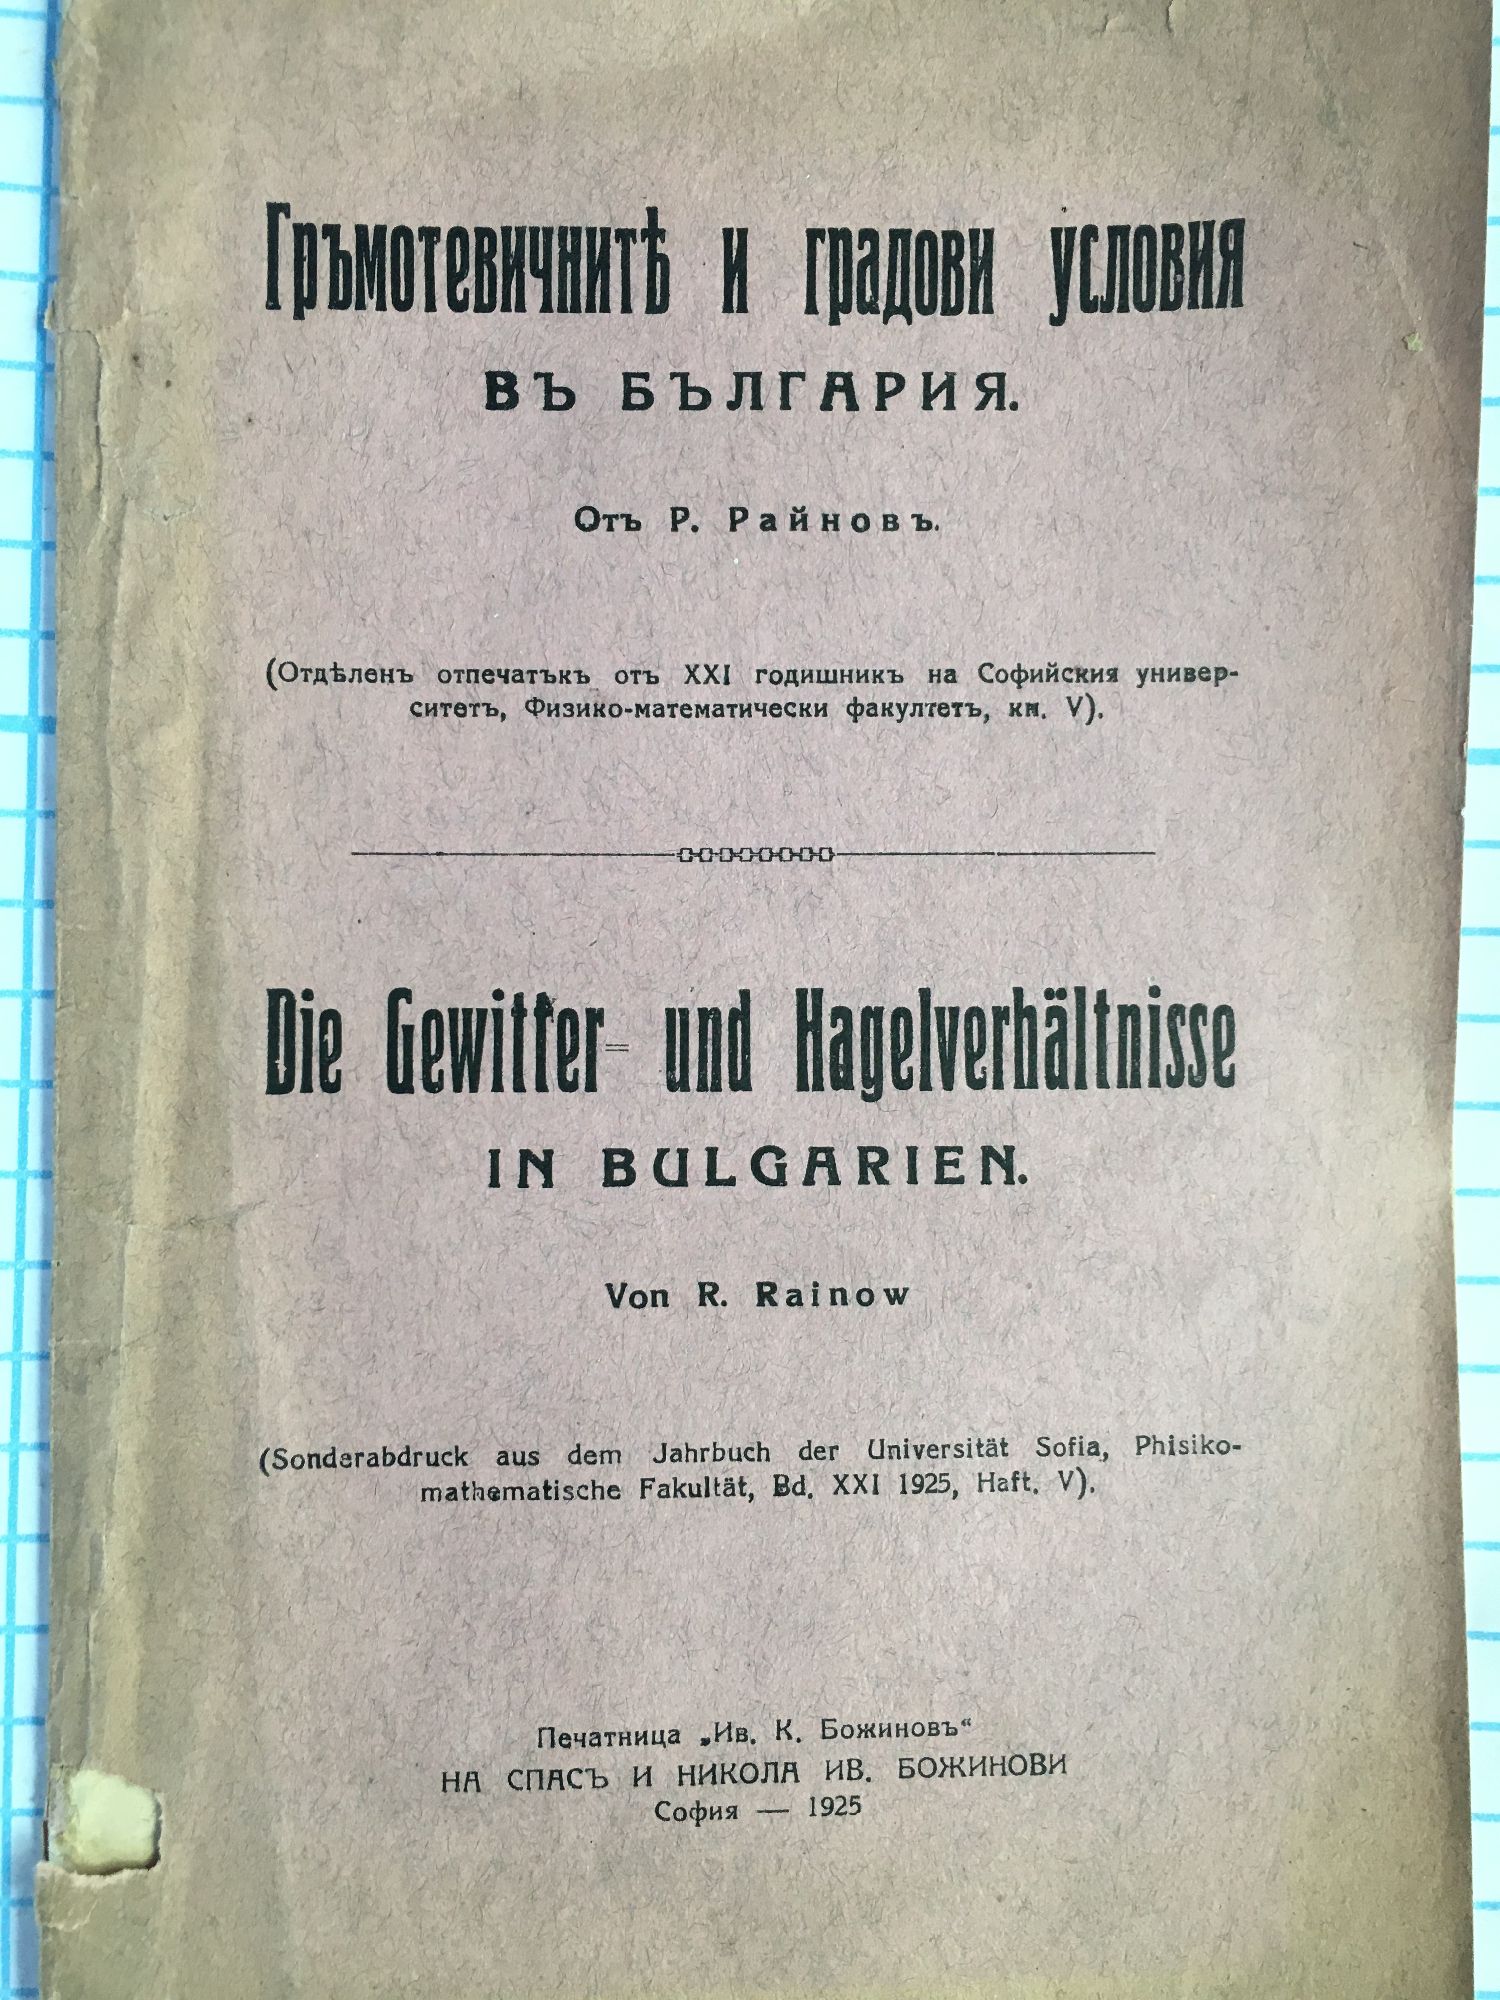 Гръмотевичнитѣ и градови условия
ВЪ БЪЛГАРИЯ.
Отъ Р. Райновъ.
(Отдѣленъ отпечатъкъ отъ XXI годишникъ на Софийския универ-
ситетъ, Физико-математически факултетъ, кн. V).
Die Gewitter= und Hagelverhältnisse
IN BULGARIEN.
Von R. Rainow
(Sonderabdruck aus dem Jahrbuch der Universität Sofia, Phisiko-
mathematische Fakultät, Bd. XXI 1925, Haft. V).
Печатница „Ив. К. Божиновъ“
НА СПАСЪ И НИКОЛА ИВ. БОЖИНОВИ
София — 1925